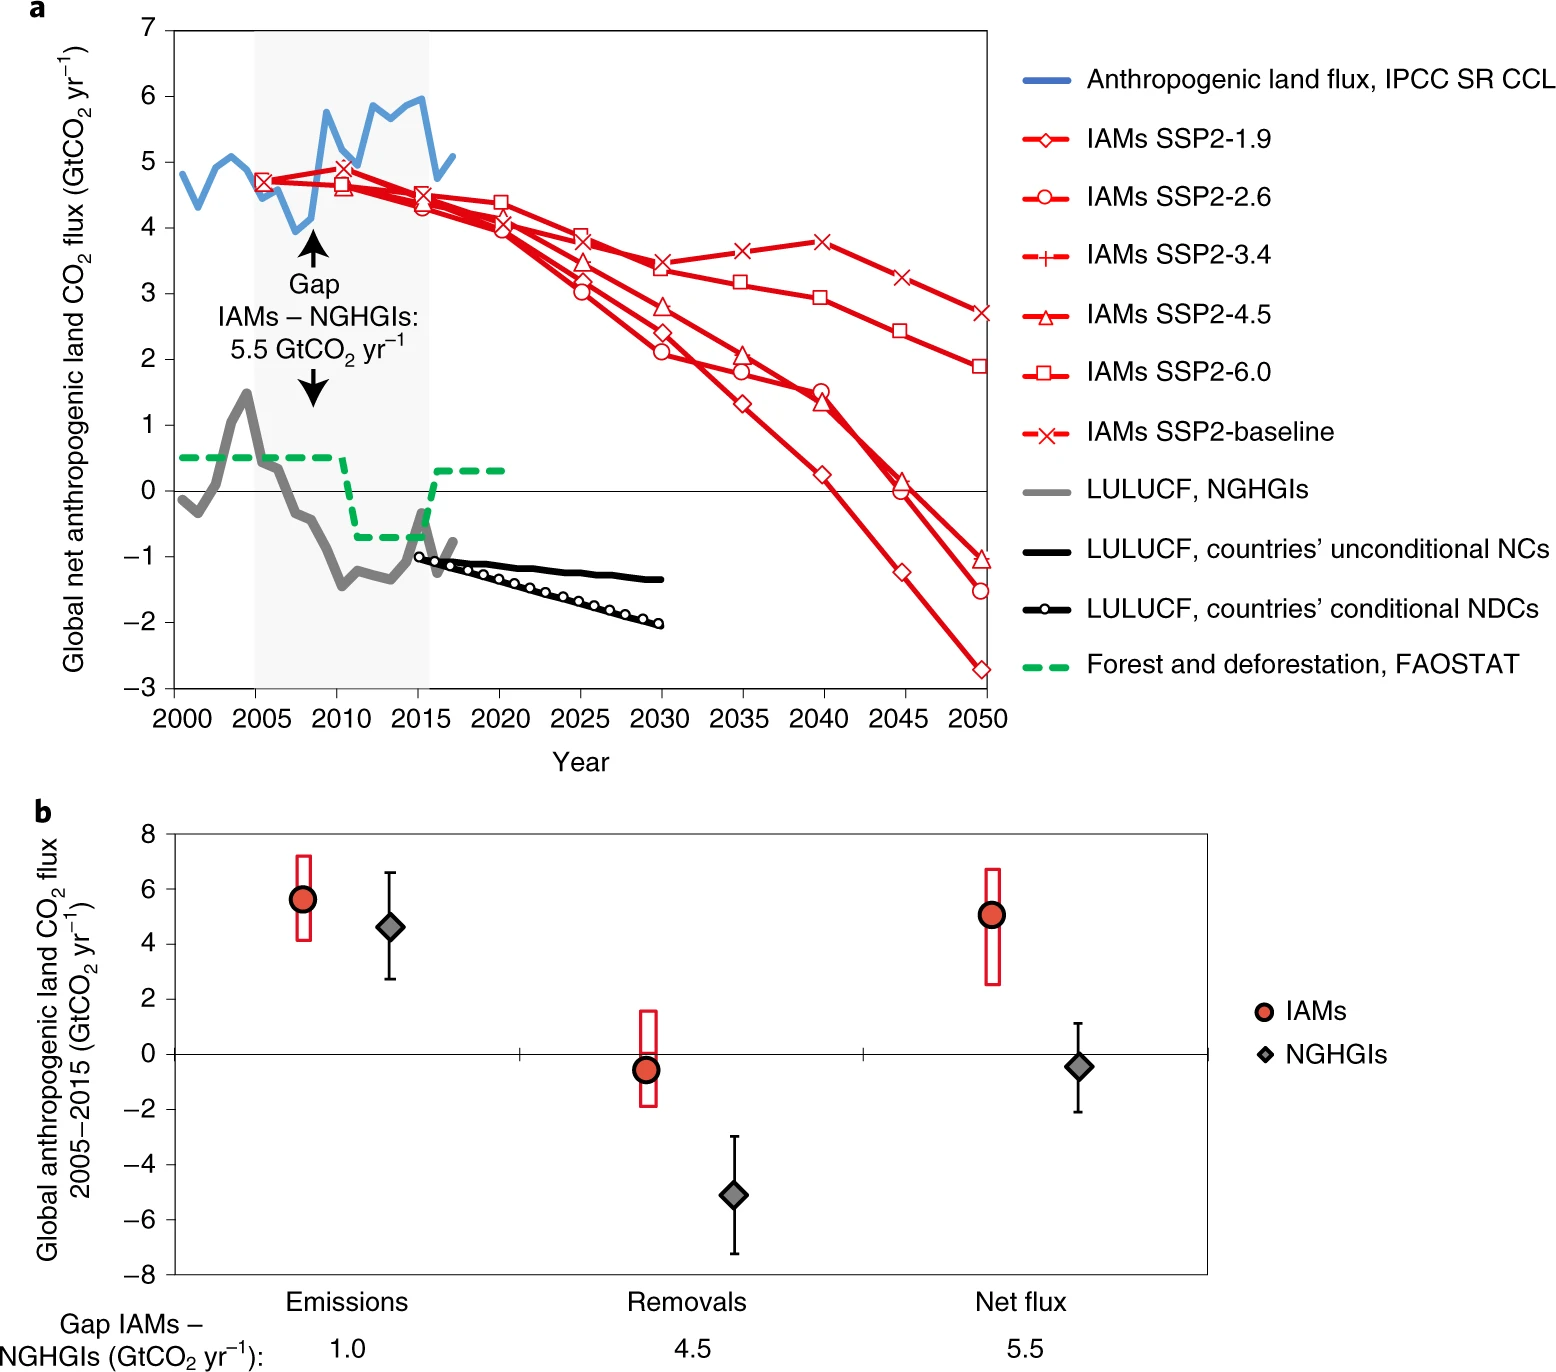 a
Global net anthropogenic land CO2 flux (GtCO2 yr−1)
7
6
5
4
3
2
1
0
−1
−2
−3
Gap
IAMs – NGHGIs:
5.5 GtCO2 yr−1
2000 2005 2010 2015 2020 2025 2030 2035 2040 2045 2050
Year
Anthropogenic land flux, IPCC SR CCL
IAMs SSP2-1.9
IAMs SSP2-2.6
IAMs SSP2-3.4
IAMs SSP2-4.5
IAMs SSP2-6.0
IAMs SSP2-baseline
LULUCF, NGHGIs
LULUCF, countries’ unconditional NCs
LULUCF, countries’ conditional NDCs
Forest and deforestation, FAOSTAT
b
Global anthropogenic land CO2 flux
2005–2015 (GtCO2 yr−1)
8
6
4
2
0
−2
−4
−6
−8
IAMs
NGHGIs
Emissions Removals Net flux
Gap IAMs –
NGHGIs (GtCO2 yr−1): 1.0 4.5 5.5